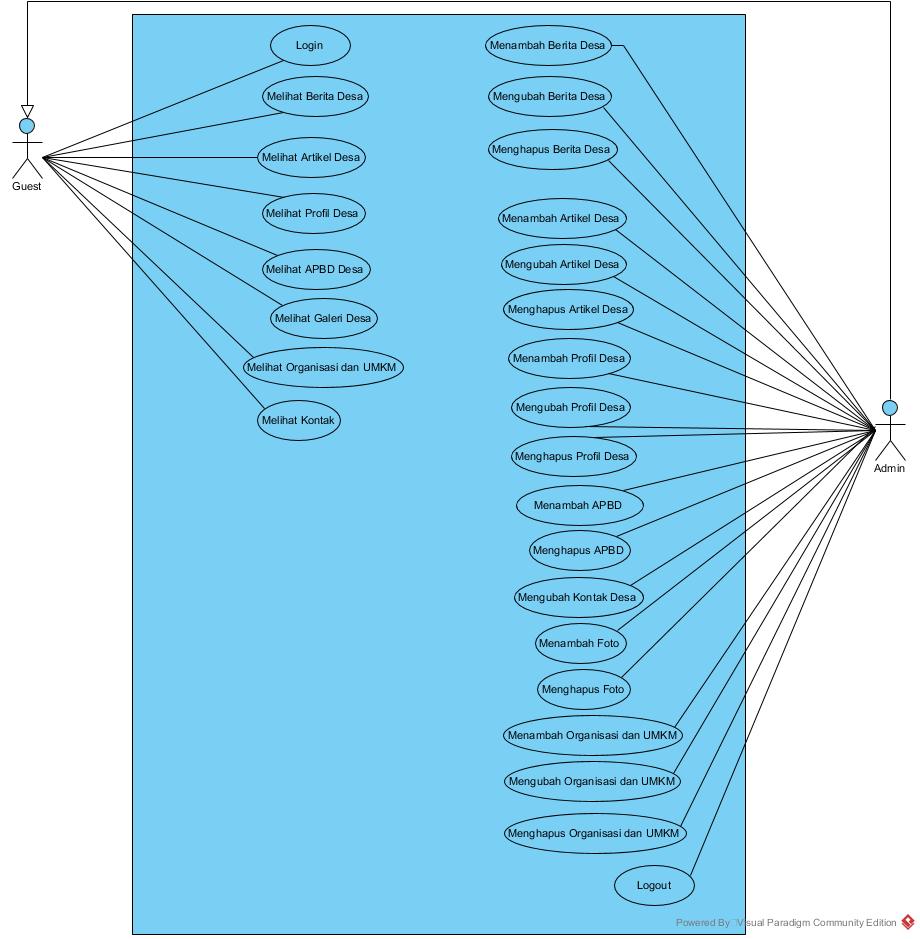 Login
Melihat Berita Desa
Melihat Artikel Desa
Melihat Profil Desa
Melihat APBD Desa
Melihat Galeri Desa
Melihat Organisasi dan UMKM
Melihat Kontak
Guest
Menambah Berita Desa
Mengubah Berita Desa
Menghapus Berita Desa
Menambah Artikel Desa
Mengubah Artikel Desa
Menghapus Artikel Desa
Menambah Profil Desa
Mengubah Profil Desa
Menghapus Profil Desa
Menambah APBD
Menghapus APBD
Mengubah Kontak Desa
Menambah Foto
Menghapus Foto
Menambah Organisasi dan UMKM
Mengubah Organisasi dan UMKM
Menghapus Organisasi dan UMKM
Logout
Admin
Powered By Visual Paradigm Community Edition